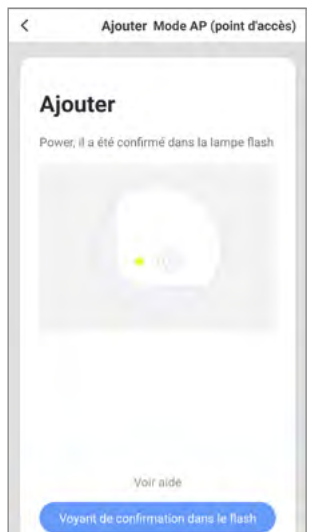 Ajouter Mode AP (point d'accès)
Ajouter
Power, il a été confirmé dans la lampe flash
Voir aide
Voyant de confirmation dans le flash